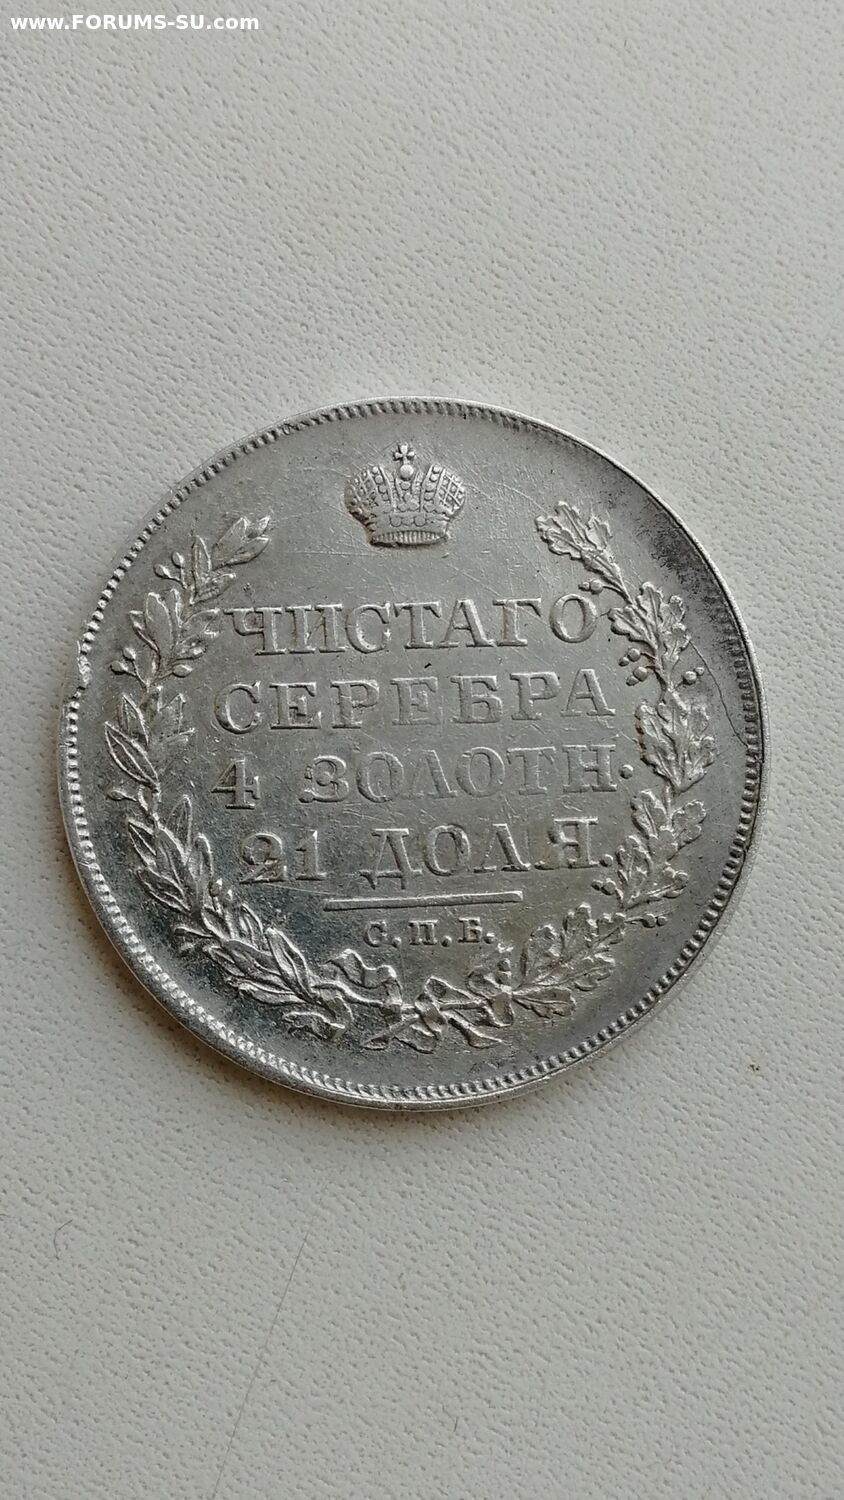 www.FORUMS-SU.com
ЧИСТАГО
СЕРЕБРА
4 ЗОЛОТН.
21 ДОЛЯ.
С.П.Б.